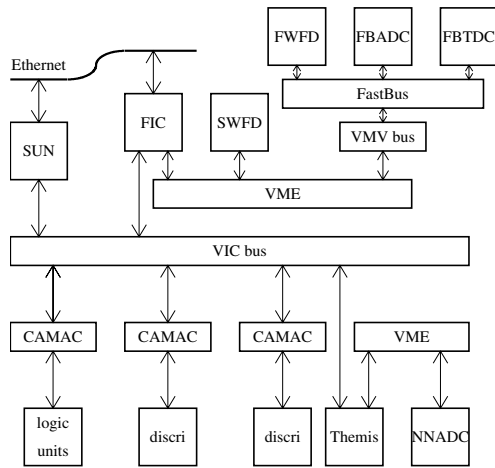 FWFD FBADC FBTDC
Ethernet
FastBus
FIC SWFD
VMV bus
SUN
VME
VIC bus
CAMAC CAMAC CAMAC VME
logic
units discri discri Themis NNADC